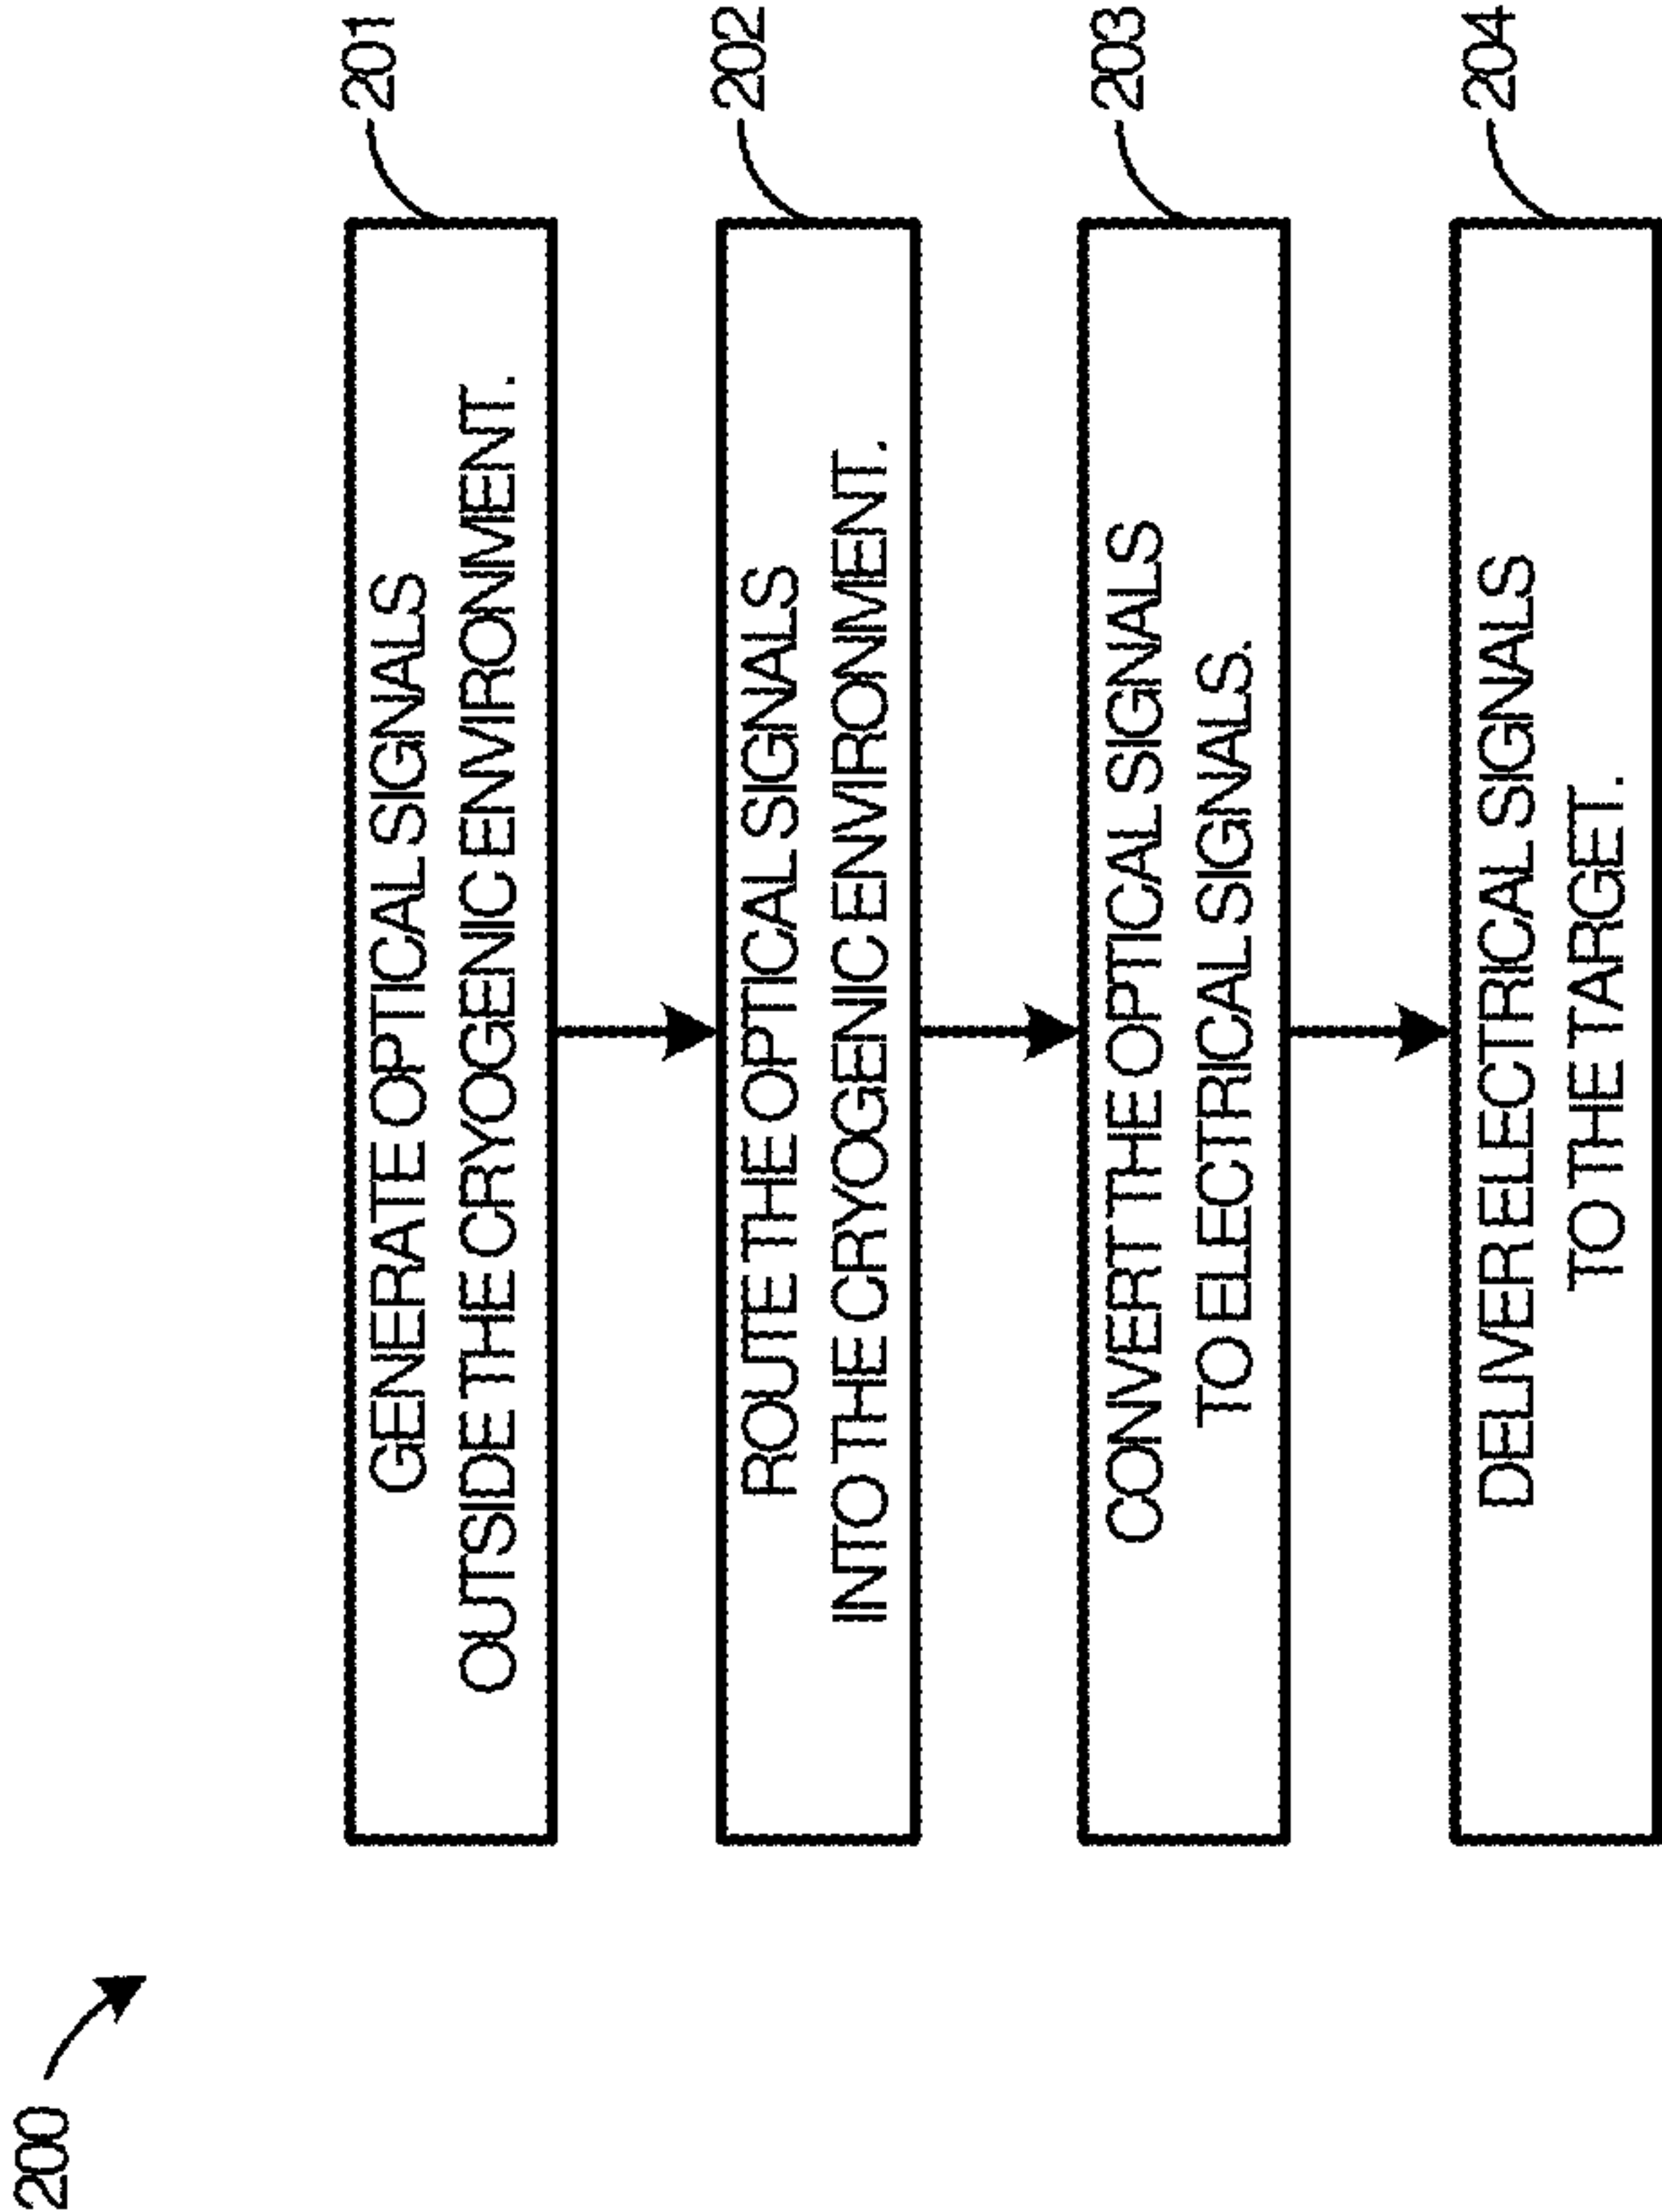 200
201
GENERATE OPTICAL SIGNALS
OUTSIDE THE CRYOGENIC ENVIRONMENT.
202
ROUTE THE OPTICAL SIGNALS
INTO THE CRYOGENIC ENVIRONMENT.
203
CONVERT THE OPTICAL SIGNALS
TO ELECTRICAL SIGNALS.
204
DELIVER ELECTRICAL SIGNALS
TO THE TARGET.